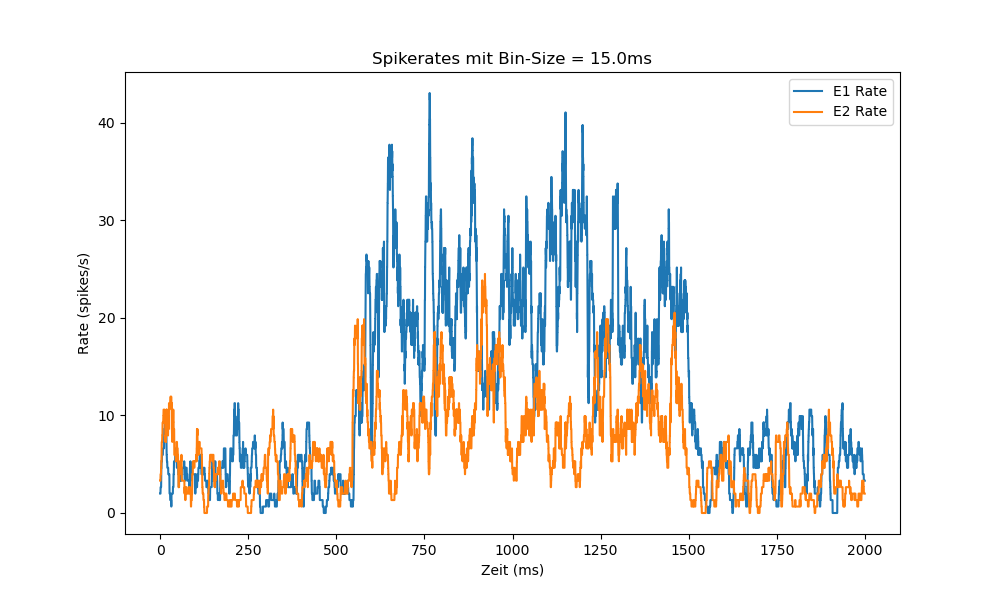 Spikerates mit Bin-Size = 15.0ms
E1 Rate
E2 Rate
Rate (spikes/s)
40
30
20
10
0
0 250 500 750 1000 1250 1500 1750 2000
Zeit (ms)